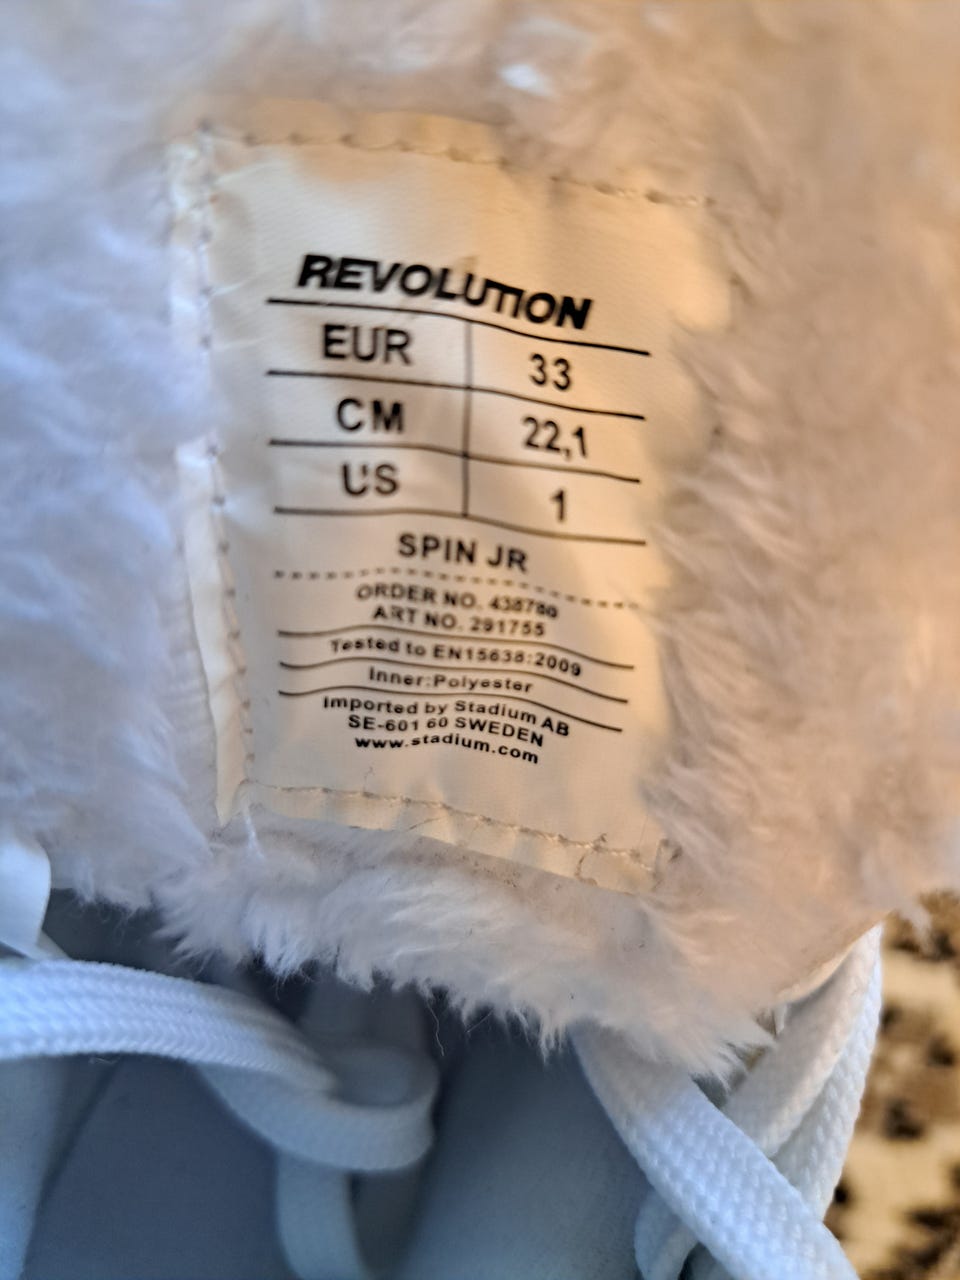 REVOLUTION
EUR 33
CM 22,1
US 1
SPIN JR
ORDER NO. 438780
ART NO. 291755
Tested to EN15638:2009
Inner:Polyester
Imported by Stadium AB
SE-601 60 SWEDEN
www.stadium.com